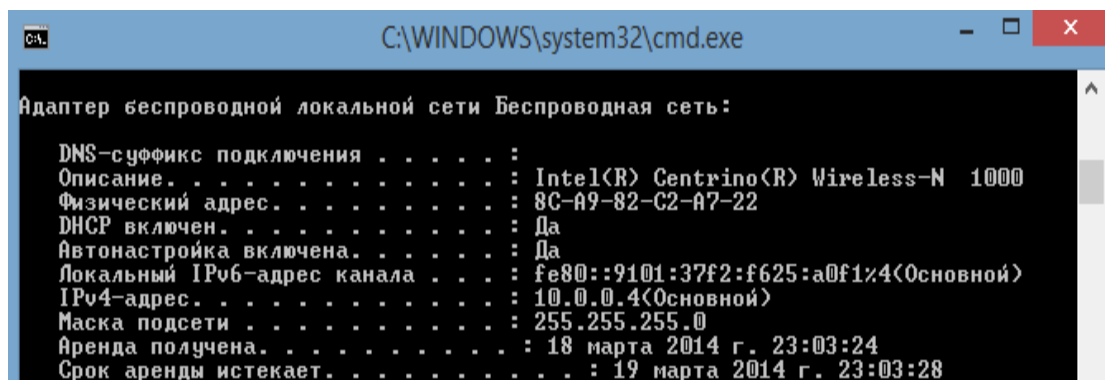 C:\WINDOWS\system32\cmd.exe
Адаптер беспроводной локальной сети Беспроводная сеть:
DNS-суффикс подключения . . . . . :
Описание. . . . . . . . . . . . . : Intel(R) Centrino(R) Wireless-N 1000
Физический адрес. . . . . . . . . : 8C-A9-82-C2-A7-22
DHCP включен. . . . . . . . . . . : Да
Автонастройка включена. . . . . . : Да
Локальный IPv6-адрес канала . . . : fe80::9101:37f2:f625:a0f1%4(Основной)
IPv4-адрес. . . . . . . . . . . . : 10.0.0.4(Основной)
Маска подсети . . . . . . . . . . : 255.255.255.0
Аренда получена. . . . . . . . . . : 18 марта 2014 г. 23:03:24
Срок аренды истекает. . . . . . . . . . : 19 марта 2014 г. 23:03:28